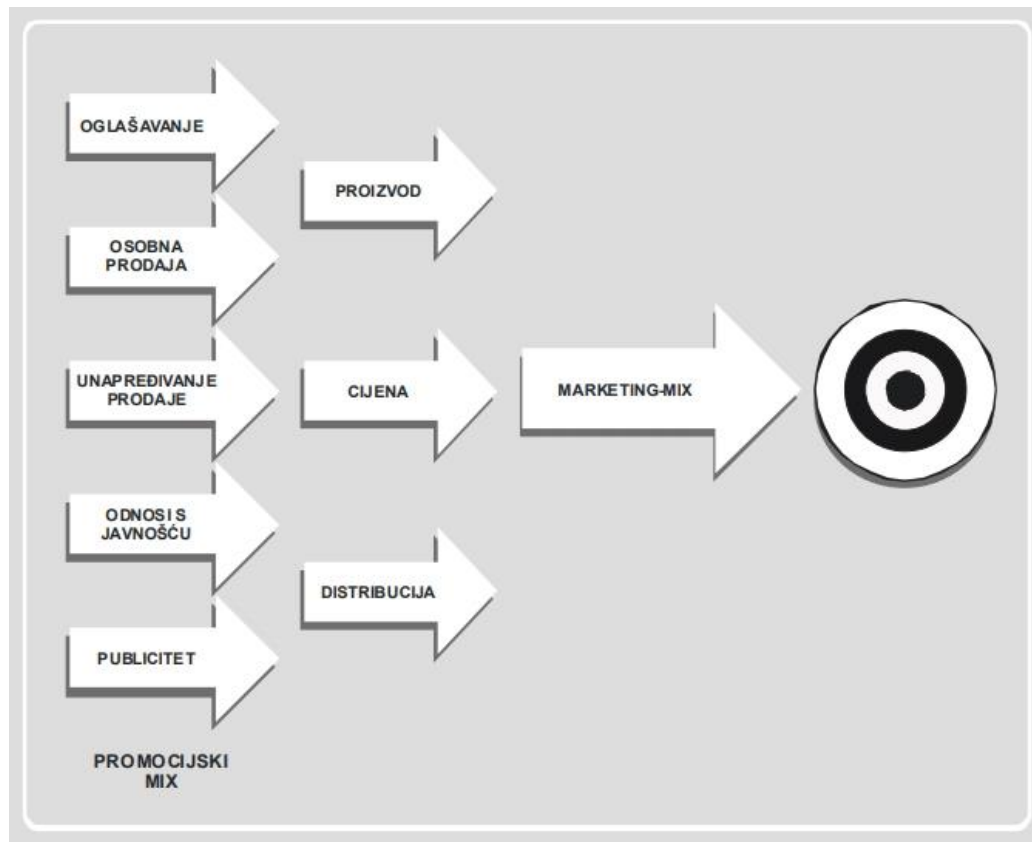 OGLAŠAVANJE
OSOBNA
PRODAJA
UNAPREĐIVANJE
PRODAJE
ODNOSI S
JAVNOŠĆU
PUBLICITET
PROMOCIJSKI
MIX
PROIZVOD
CIJENA
DISTRIBUCIJA
MARKETING-MIX